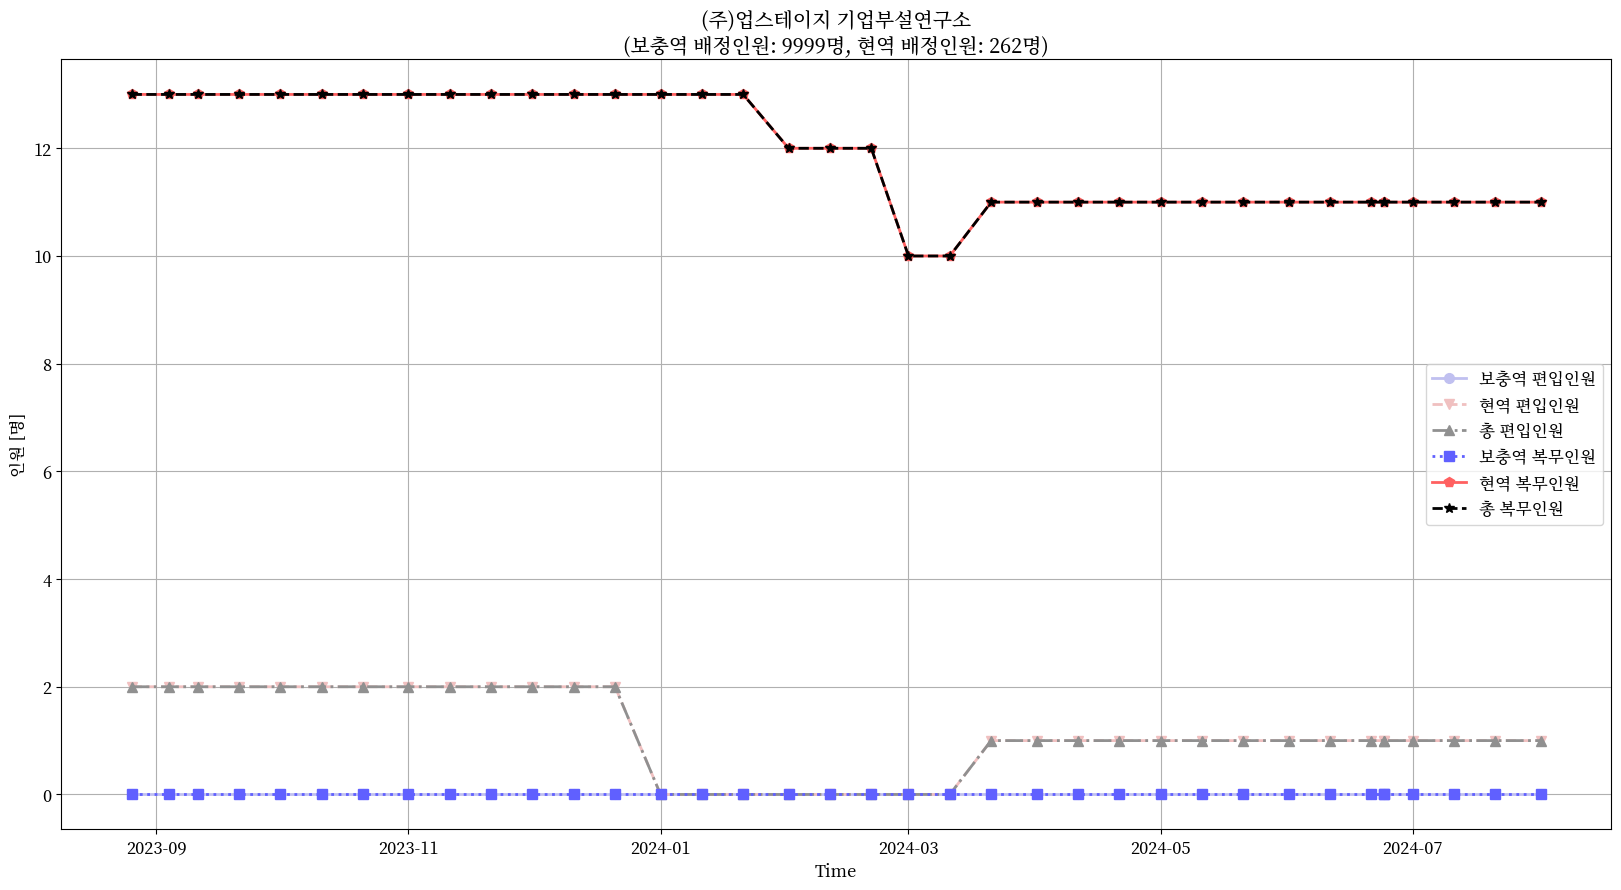 (주)업스테이지 기업부설연구소
(보충역 배정인원: 9999명, 현역 배정인원: 262명)
인원 [명]
12
10
8
6
4
2
0
보충역 편입인원
현역 편입인원
총 편입인원
보충역 복무인원
현역 복무인원
총 복무인원
2023-09
2023-11
2024-01
2024-03
2024-05
2024-07
Time